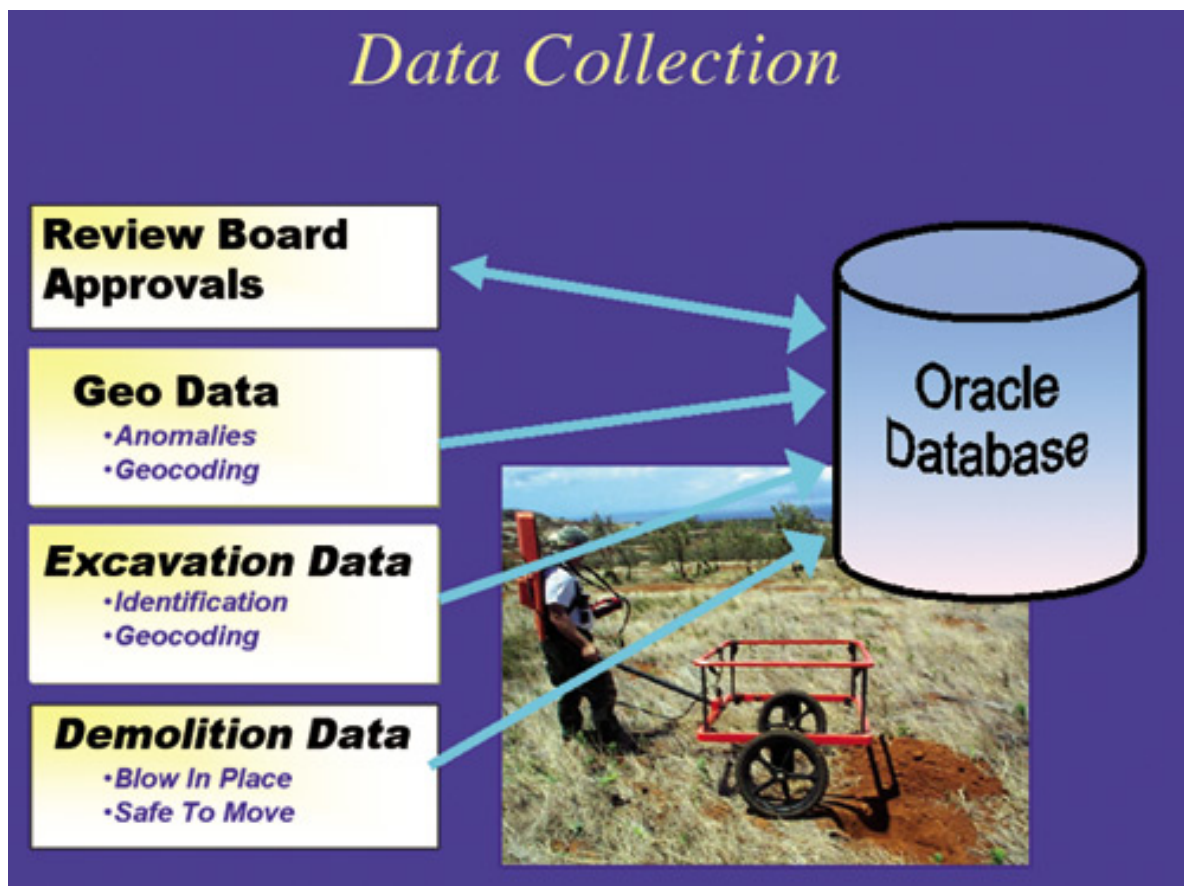 Data Collection
Review Board
Approvals
Geo Data
•Anomalies
•Geocoding
Excavation Data
•Identification
•Geocoding
Demolition Data
•Blow In Place
•Safe To Move
Oracle
Database